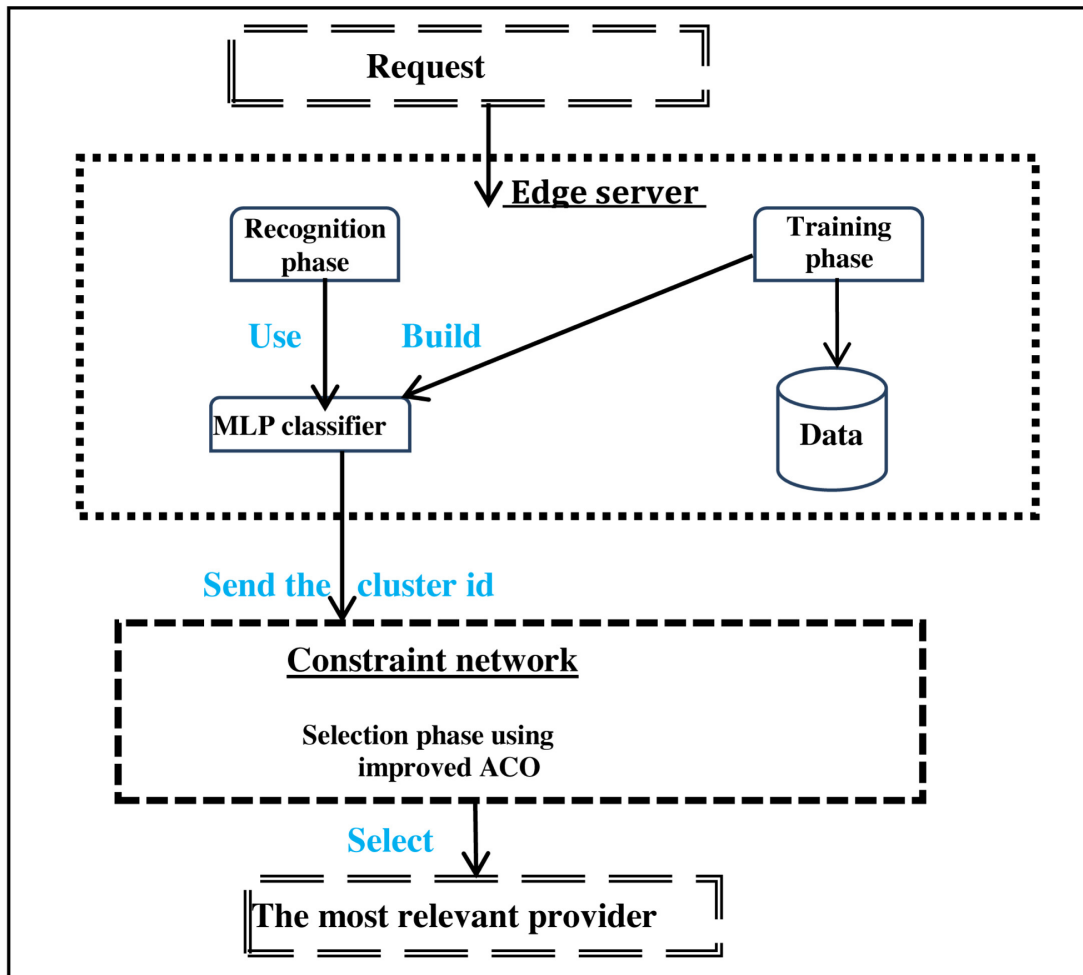 Request
Edge server
Recognition
phase
Training
phase
Use
Build
MLP classifier
Data
Send the cluster id
Constraint network
Selection phase using
improved ACO
Select
The most relevant provider